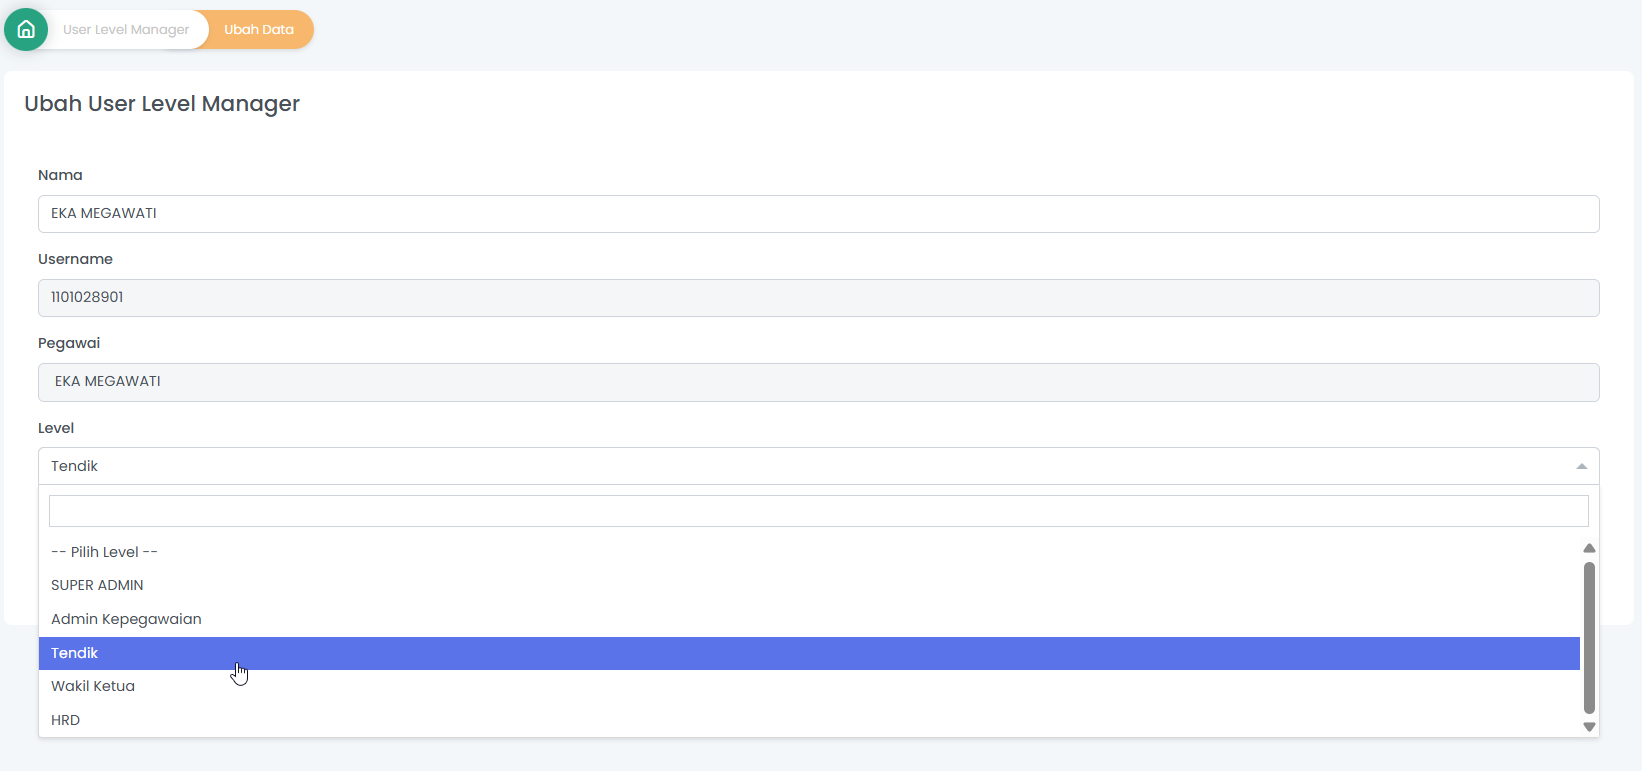 User Level Manager
Ubah Data
Ubah User Level Manager
Nama
EKA MEGAWATI
Username
1101028901
Pegawai
EKA MEGAWATI
Level
Tendik
-- Pilih Level --
SUPER ADMIN
Admin Kepegawaian
Tendik
Wakil Ketua
HRD